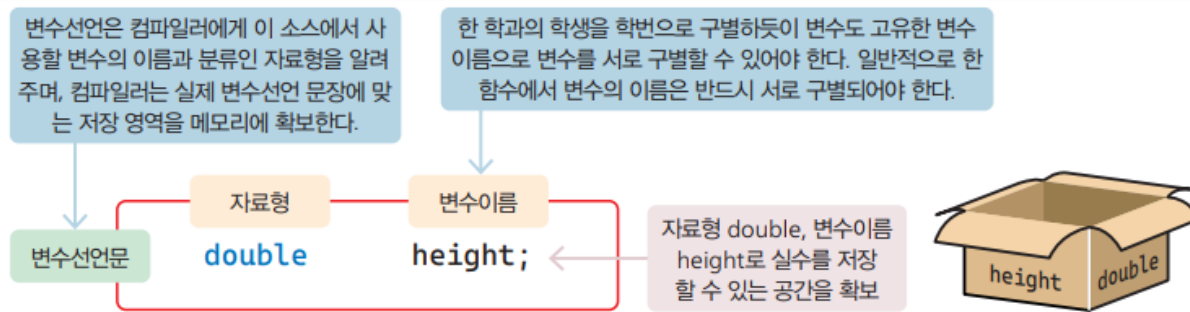 변수선언은 컴파일러에게 이 소스에서 사
용할 변수의 이름과 분류인 자료형을 알려
주며, 컴파일러는 실제 변수선언 문장에 맞
는 저장 영역을 메모리에 확보한다.
한 학과의 학생을 학번으로 구별하듯이 변수도 고유한 변수
이름으로 변수를 서로 구별할 수 있어야 한다. 일반적으로 한
함수에서 변수의 이름은 반드시 서로 구별되어야 한다.
자료형
변수이름
변수선언문
double
height;
자료형 double, 변수이름
height로 실수를 저장
할 수 있는 공간을 확보
height
double